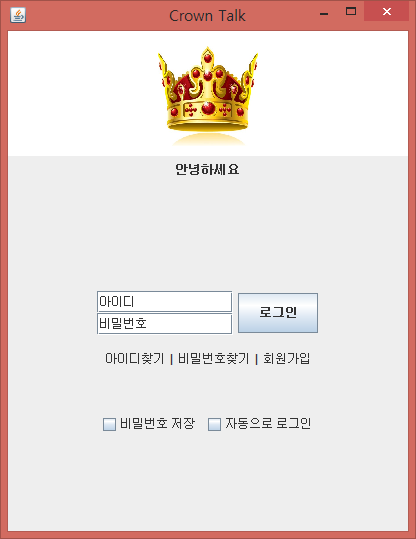 Crown Talk
안녕하세요
아이디
비밀번호
로그인
아이디찾기 | 비밀번호찾기 | 회원가입
비밀번호 저장 자동으로 로그인